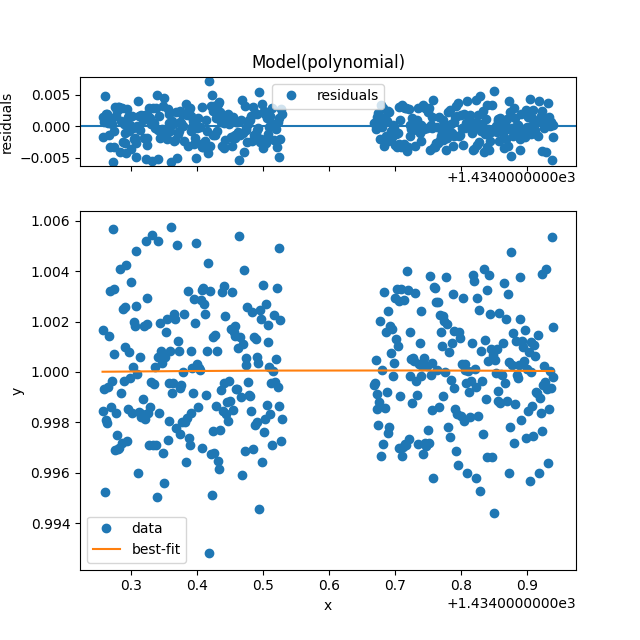 Model(polynomial)
residuals
0.005
0.000
−0.005
residuals
+1.4340000000e3
y
1.006
1.004
1.002
1.000
0.998
0.996
0.994
data
best-fit
0.3 0.4 0.5 0.6 0.7 0.8 0.9
x
+1.4340000000e3